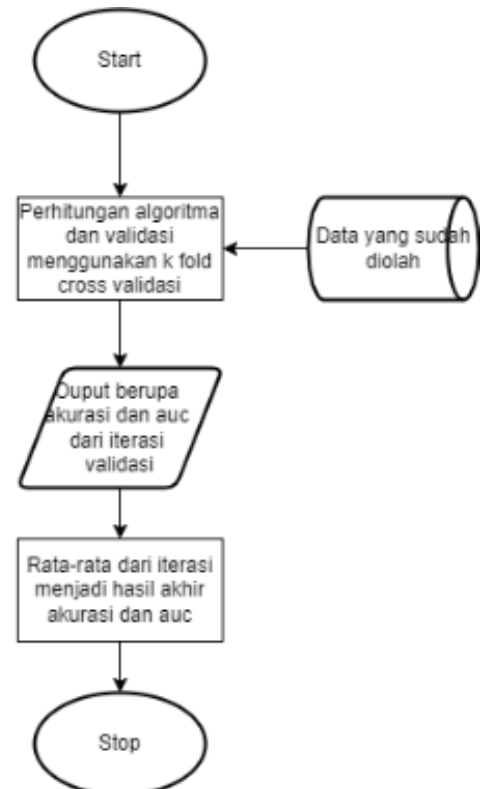 Start
Perhitungan algoritma
dan validasi
menggunakan k fold
cross validasi
Data yang sudah
diolah
Ouput berupa
akurasi dan auc
dari iterasi
validasi
Rata-rata dari iterasi
menjadi hasil akhir
akurasi dan auc
Stop